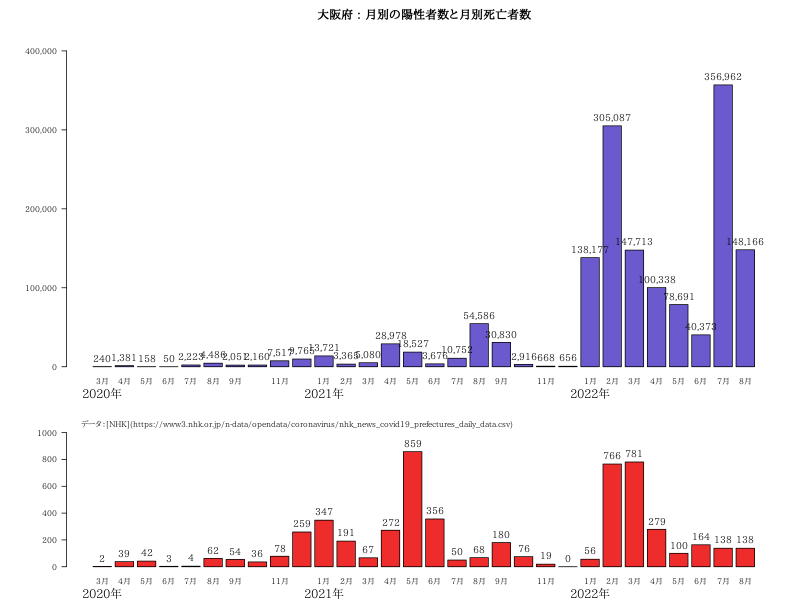 大阪府 : 月別の陽性者数と月別死亡者数
400,000
300,000
200,000
100,000
0
240 1,381 158 50 2,223 4,486 2,051 2,160 7,517 9,765 13,721 3,365 5,080 28,978 18,527 3,676 10,752 54,586 30,830 2,916 668 656 138,177 305,087 147,713 100,338 78,691 40,373 356,962 148,166
3月 4月 5月 6月 7月 8月 9月 11月 1月 2月 3月 4月 5月 6月 7月 8月 9月 11月 1月 2月 3月 4月 5月 6月 7月 8月
2020年 2021年 2022年
データ:[NHK](https://www3.nhk.or.jp/n-data/opendata/coronavirus/nhk_news_covid19_prefectures_daily_data.csv)
1000
800
600
400
200
0
2 39 42 3 4 62 54 36 78 259 347 191 67 272 859 356 50 68 180 76 19 0 56 766 781 279 100 164 138 138
3月 4月 5月 6月 7月 8月 9月 11月 1月 2月 3月 4月 5月 6月 7月 8月 9月 11月 1月 2月 3月 4月 5月 6月 7月 8月
2020年 2021年 2022年